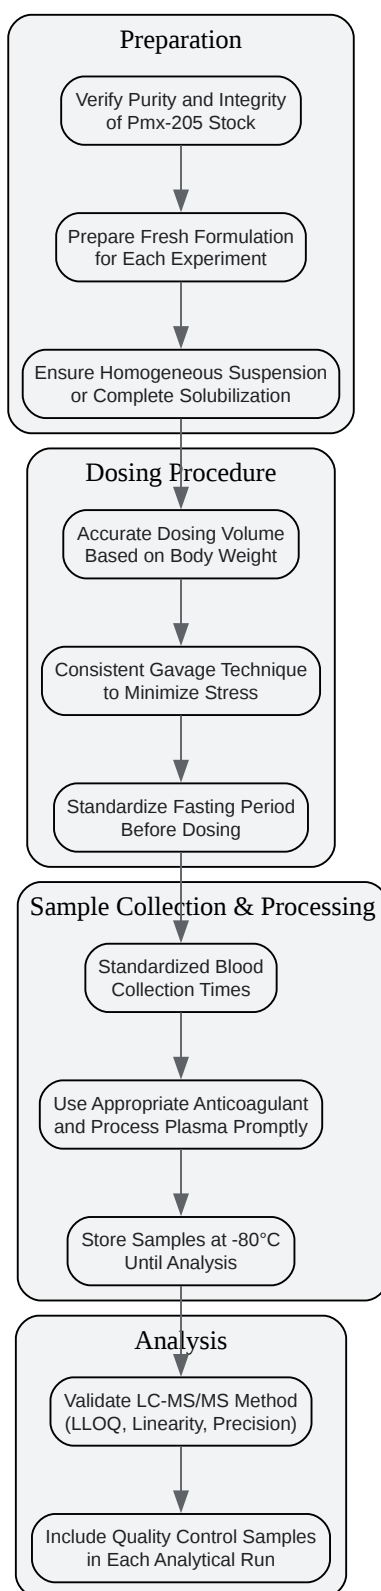 Preparation
Verify Purity and Integrity
of Pmx-205 Stock
Prepare Fresh Formulation
for Each Experiment
Ensure Homogeneous Suspension
or Complete Solubilization
Dosing Procedure
Accurate Dosing Volume
Based on Body Weight
Consistent Gavage Technique
to Minimize Stress
Standardize Fasting Period
Before Dosing
Sample Collection & Processing
Standardized Blood
Collection Times
Use Appropriate Anticoagulant
and Process Plasma Promptly
Store Samples at -80°C
Until Analysis
Analysis
Validate LC-MS/MS Method
(LLOQ, Linearity, Precision)
Include Quality Control Samples
in Each Analytical Run